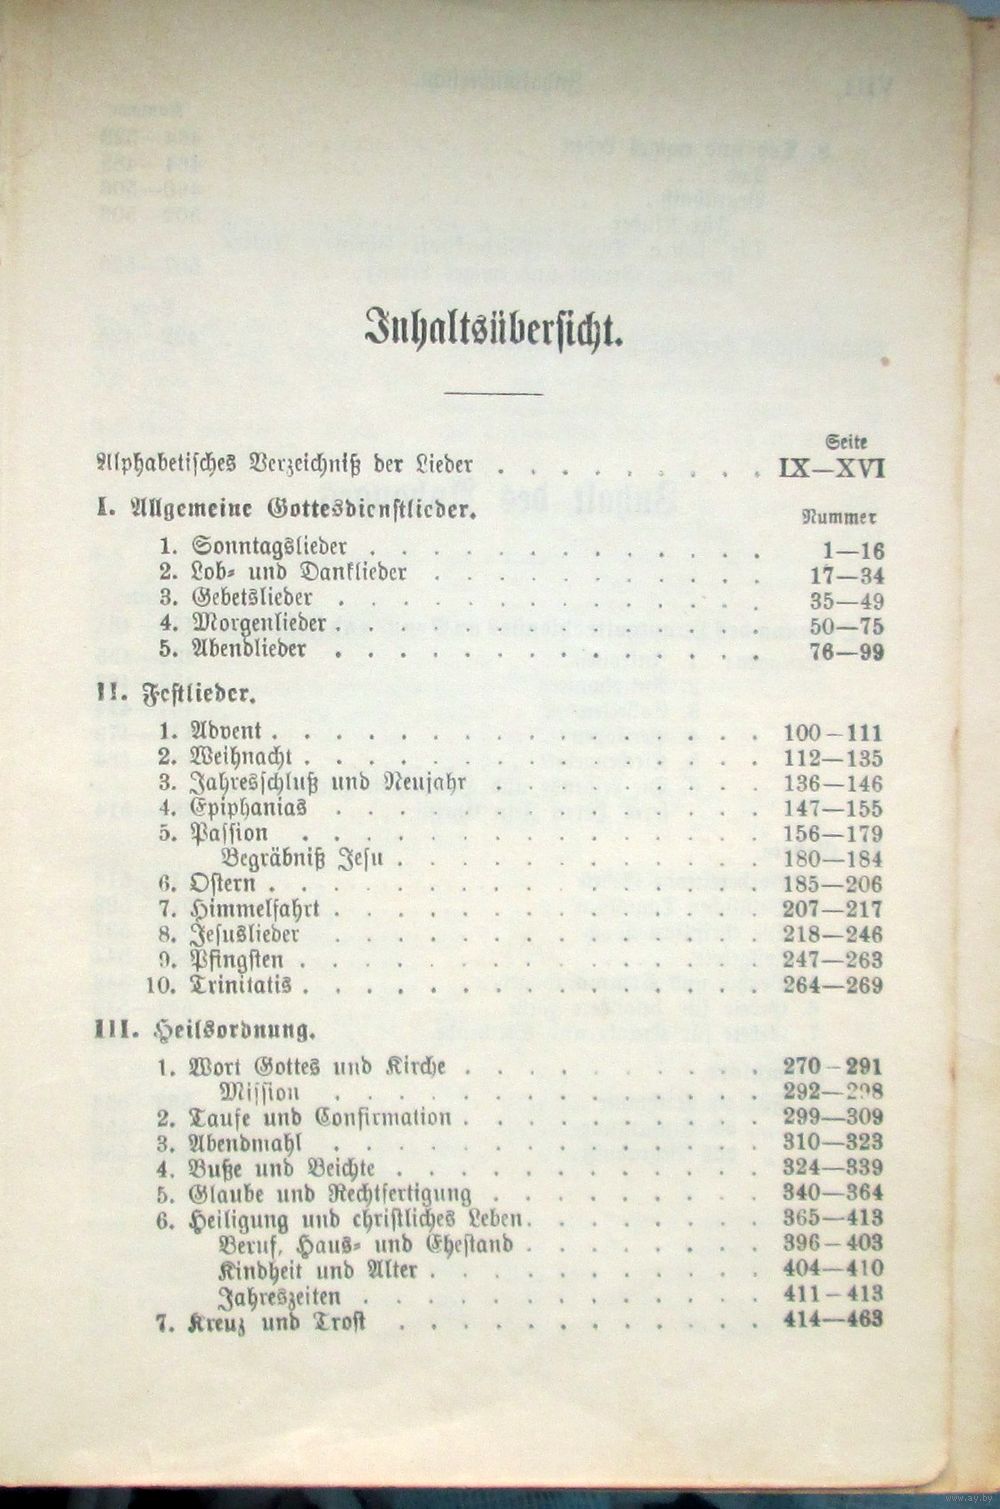 Inhaltsübersicht.
Seite
Alphabetisches Verzeichniß der Lieder . . . . . . . . . IX—XVI
I. Allgemeine Gottesdienstlieder.
Nummer
1. Sonntagslieder . . . . . . . . . . . . 1—16
2. Lob- und Danklieder . . . . . . . . . . . 17—34
3. Gebetslieder . . . . . . . . . . . . . . 35—49
4. Morgenlieder . . . . . . . . . . . . . . 50—75
5. Abendlieder . . . . . . . . . . . . . . 76—99
II. Festlieder.
1. Advent . . . . . . . . . . . . . . . . 100—111
2. Weihnacht . . . . . . . . . . . . . . . 112—135
3. Jahresschluß und Neujahr . . . . . . . . . 136—146
4. Epiphanias . . . . . . . . . . . . . . 147—155
5. Passion . . . . . . . . . . . . . . . 156—179
Begräbniß Jesu . . . . . . . . . . . . 180—184
6. Ostern . . . . . . . . . . . . . . . . 185—206
7. Himmelfahrt . . . . . . . . . . . . . . 207—217
8. Jesuslieder . . . . . . . . . . . . . . 218—246
9. Pfingsten . . . . . . . . . . . . . . . 247—263
10. Trinitatis . . . . . . . . . . . . . . . 264—269
III. Heilsordnung.
1. Wort Gottes und Kirche . . . . . . . . . . 270—291
Mission . . . . . . . . . . . . . . 292—298
2. Taufe und Confirmation . . . . . . . . . . 299—309
3. Abendmahl . . . . . . . . . . . . . . 310—323
4. Buße und Beichte . . . . . . . . . . . . 324—339
5. Glaube und Rechtfertigung . . . . . . . . . 340—364
6. Heiligung und christliches Leben . . . . . . . . 365—413
Beruf, Haus- und Ehestand . . . . . . . . 396—403
Kindheit und Alter . . . . . . . . . . . 404—410
Jahreszeiten . . . . . . . . . . . . . 411—413
7. Kreuz und Trost . . . . . . . . . . . . 414—463
www.ay.by